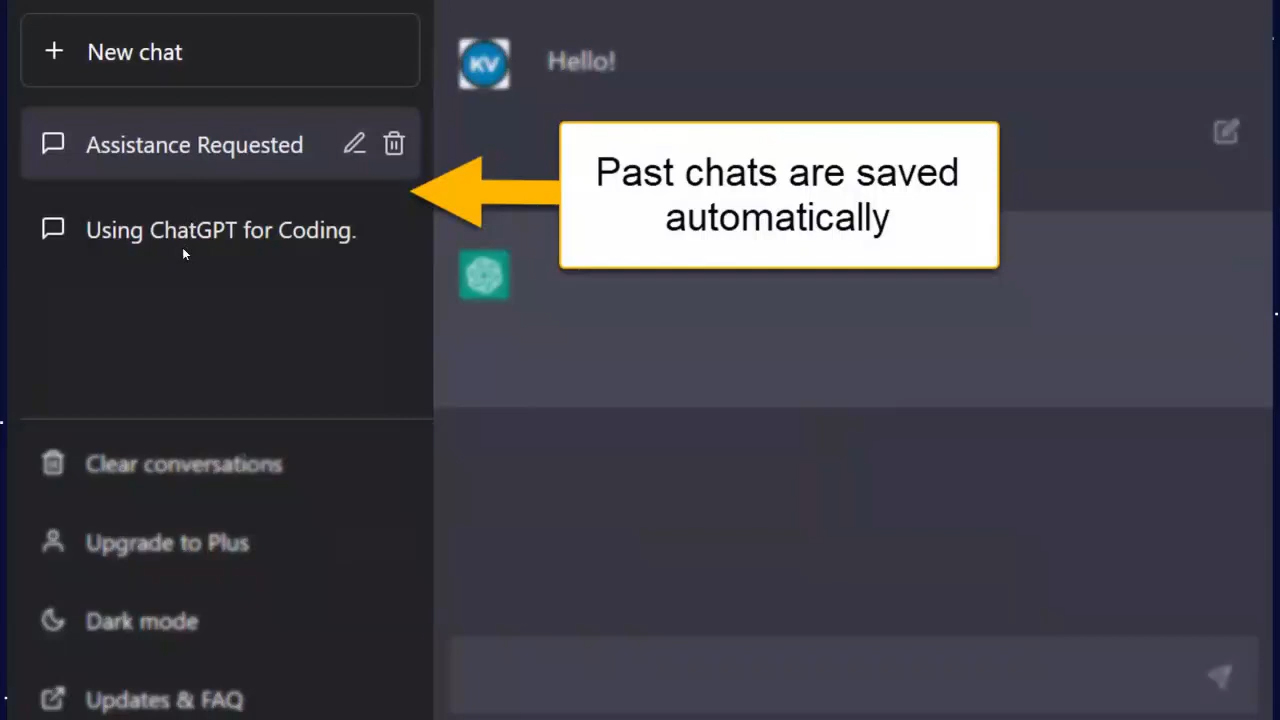 New chat
Assistance Requested
Using ChatGPT for Coding.
Clear conversations
Upgrade to Plus
Dark mode
Updates & FAQ
KV
Hello!
Past chats are saved
automatically